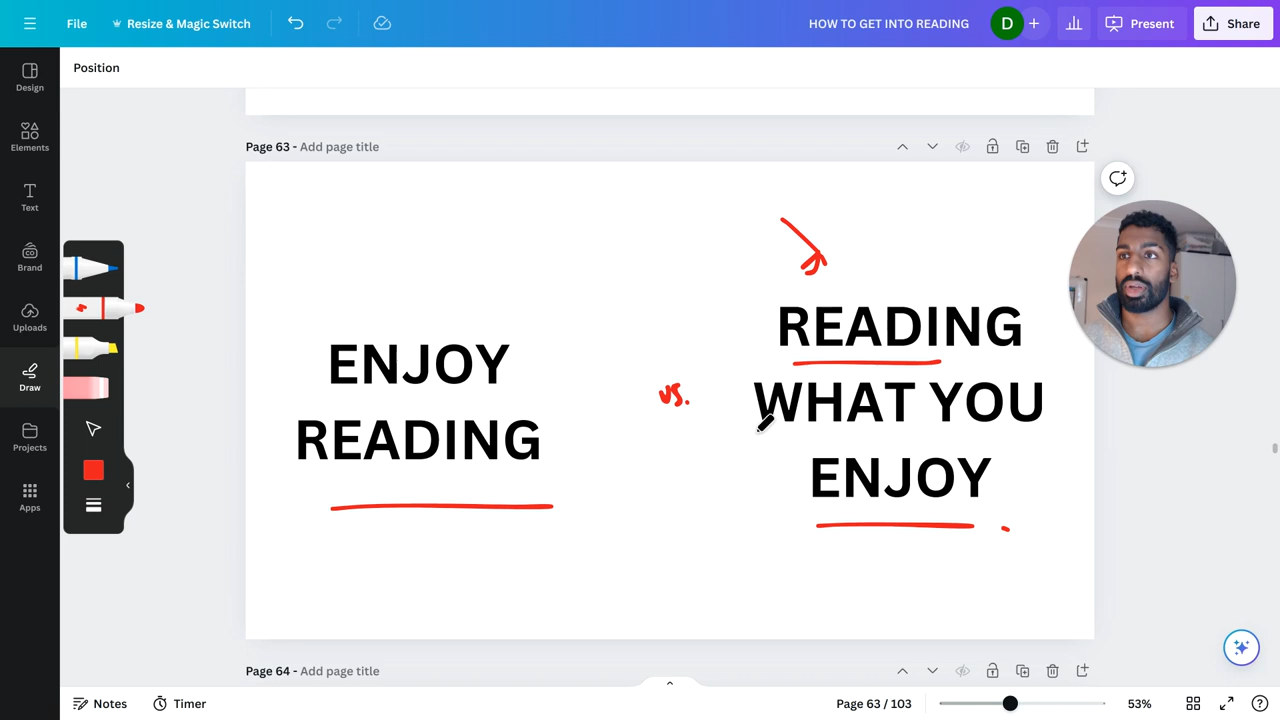 File
Resize & Magic Switch
HOW TO GET INTO READING
D
Present
Share
Position
Design
Elements
Text
Brand
Uploads
Draw
Projects
Apps
Page 63 - Add page title
ENJOY
READING
vs.
READING
WHAT YOU
ENJOY
Page 64 - Add page title
Notes
Timer
Page 63 / 103
53%